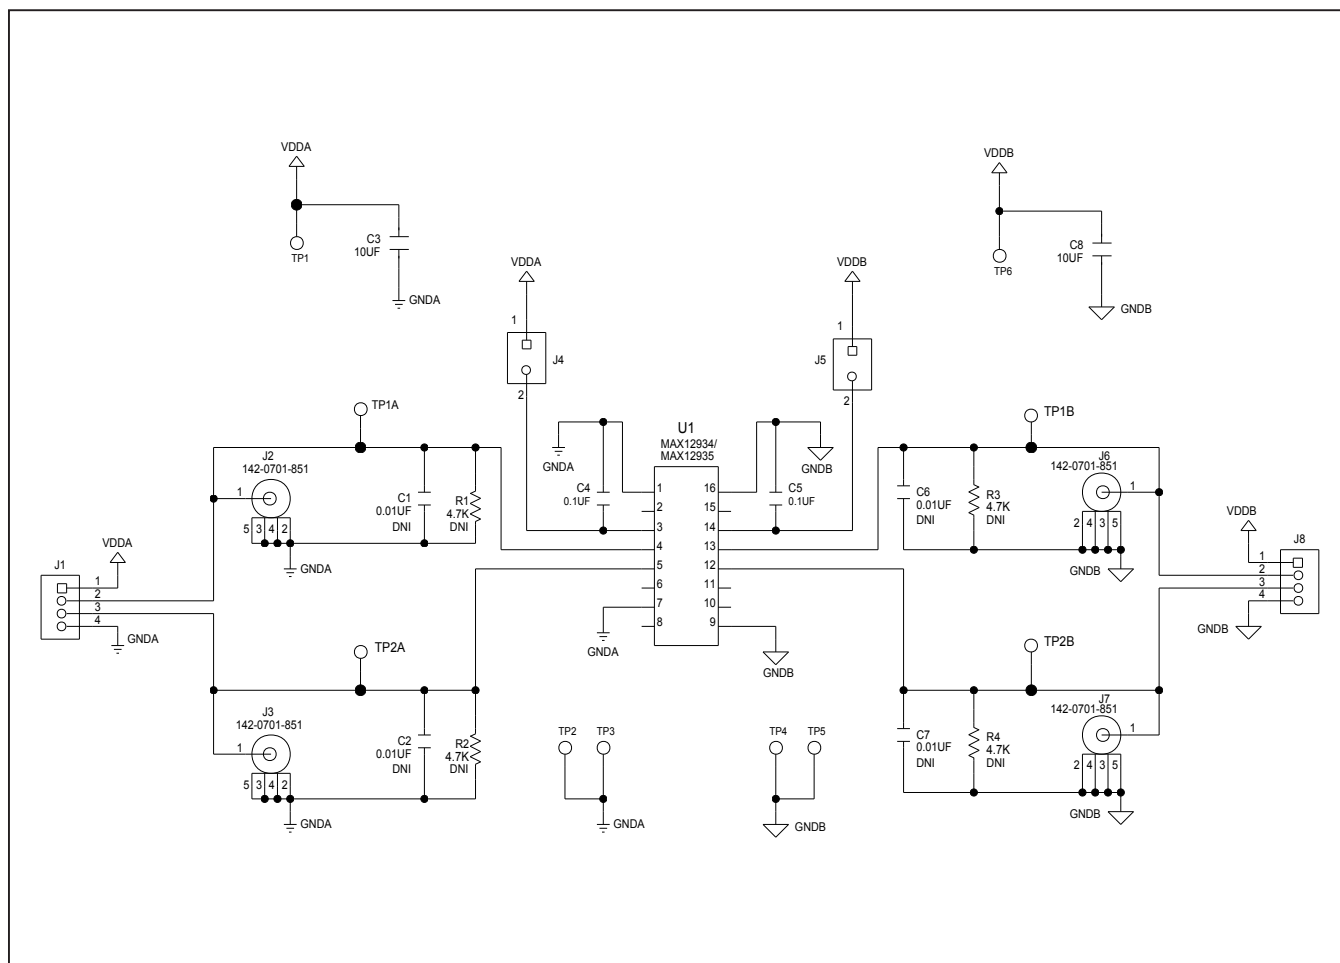 VDDA
TP1
C3
10UF
GNDA
VDDB
TP6
C8
10UF
GNDB
VDDA
1
J4
2
VDDB
1
J5
2
TP1A
J2
142-0701-851
1
5 3 4 2
GNDA
C1
0.01UF
DNI
R1
4.7K
DNI
GNDA
C4
0.1UF
U1
MAX12934/
MAX12935
1 16
2 15
3 14
4 13
5 12
6 11
7 10
8 9
GNDB
C5
0.1UF
GNDA
GNDB
TP1B
C6
0.01UF
DNI
R3
4.7K
DNI
J6
142-0701-851
1
2 4 3 5
GNDB
VDDA
J1
1
2
3
4
GNDA
VDDB
J8
1
2
3
4
GNDB
TP2A
J3
142-0701-851
1
5 3 4 2
GNDA
C2
0.01UF
DNI
R2
4.7K
DNI
TP2 TP3
GNDA
TP4 TP5
GNDB
TP2B
C7
0.01UF
DNI
R4
4.7K
DNI
J7
142-0701-851
1
2 4 3 5
GNDB